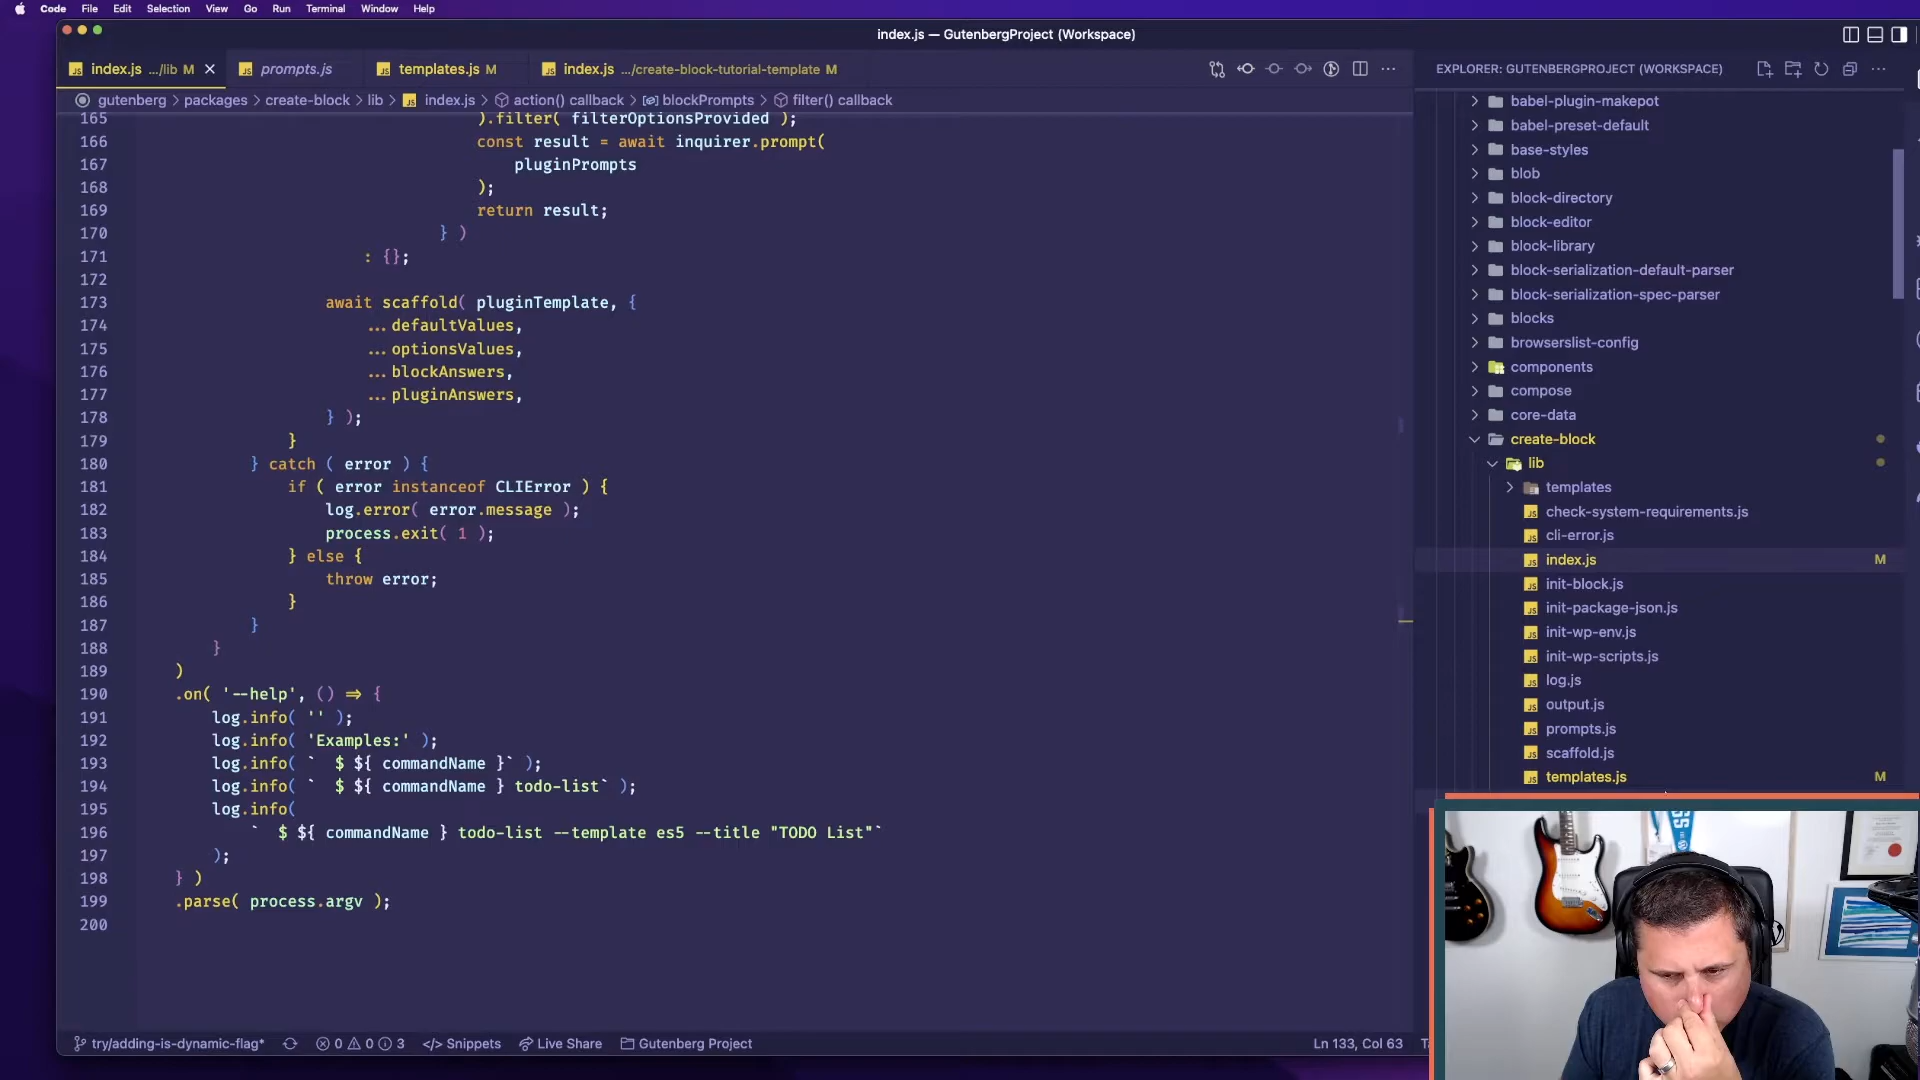 Code File Edit Selection View Go Run Terminal Window Help
index.js — GutenbergProject (Workspace)
index.js .../lib M
prompts.js
templates.js M
index.js .../create-block-tutorial-template M
gutenberg > packages > create-block > lib > index.js > action() callback > blockPrompts > filter() callback
165 ).filter( filterOptionsProvided );
166 const result = await inquirer.prompt(
167 pluginPrompts
168 );
169 return result;
170 } )
171 : {};
172
173 await scaffold( pluginTemplate, {
174 ...defaultValues,
175 ...optionsValues,
176 ...blockAnswers,
177 ...pluginAnswers,
178 } );
179 }
180 } catch ( error ) {
181 if ( error instanceof CLIError ) {
182 log.error( error.message );
183 process.exit( 1 );
184 } else {
185 throw error;
186 }
187 }
188 }
189 )
190 .on( '--help', () => {
191 log.info( '' );
192 log.info( 'Examples:' );
193 log.info( ` $ ${ commandName }` );
194 log.info( ` $ ${ commandName } todo-list` );
195 log.info(
196 ` $ ${ commandName } todo-list --template es5 --title "TODO List"`
197 );
198 } )
199 .parse( process.argv );
200
EXPLORER: GUTENBERGPROJECT (WORKSPACE)
babel-plugin-makepot
babel-preset-default
base-styles
blob
block-directory
block-editor
block-library
block-serialization-default-parser
block-serialization-spec-parser
blocks
browserslist-config
components
compose
core-data
create-block
lib
templates
check-system-requirements.js
cli-error.js
index.js M
init-block.js
init-package-json.js
init-wp-env.js
init-wp-scripts.js
log.js
output.js
prompts.js
scaffold.js
templates.js M
try/adding-is-dynamic-flag* 0 0 3 </> Snippets Live Share Gutenberg Project Ln 133, Col 63